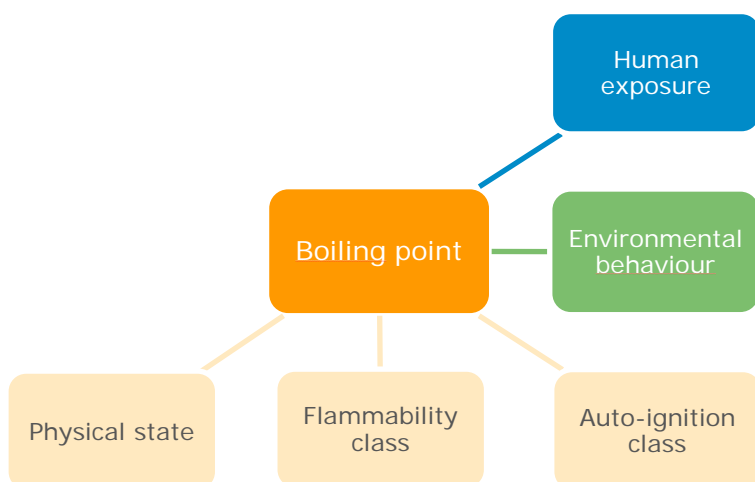 Human
exposure
Boiling point
Environmental
behaviour
Physical state
Flammability
class
Auto-ignition
class